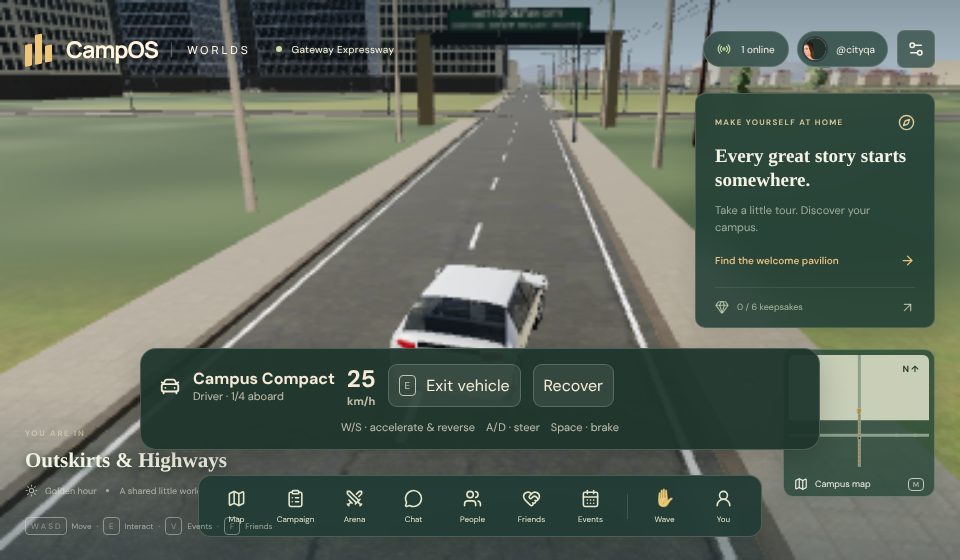 CampOS
WORLDS
Gateway Expressway
1 online
@cityqa
MAKE YOURSELF AT HOME
Every great story starts
somewhere.
Take a little tour. Discover your
campus.
Find the welcome pavilion
0 / 6 keepsakes
Campus Compact
Driver · 1/4 aboard
25
km/h
E Exit vehicle
Recover
W/S · accelerate & reverse A/D · steer Space · brake
N
Campus map M
YOU ARE IN
Outskirts & Highways
Golden hour • A shared little
W A S D Move · E Interact · V Events · F Friends
Map
Campaign
Arena
Chat
People
Friends
Events
Wave
You